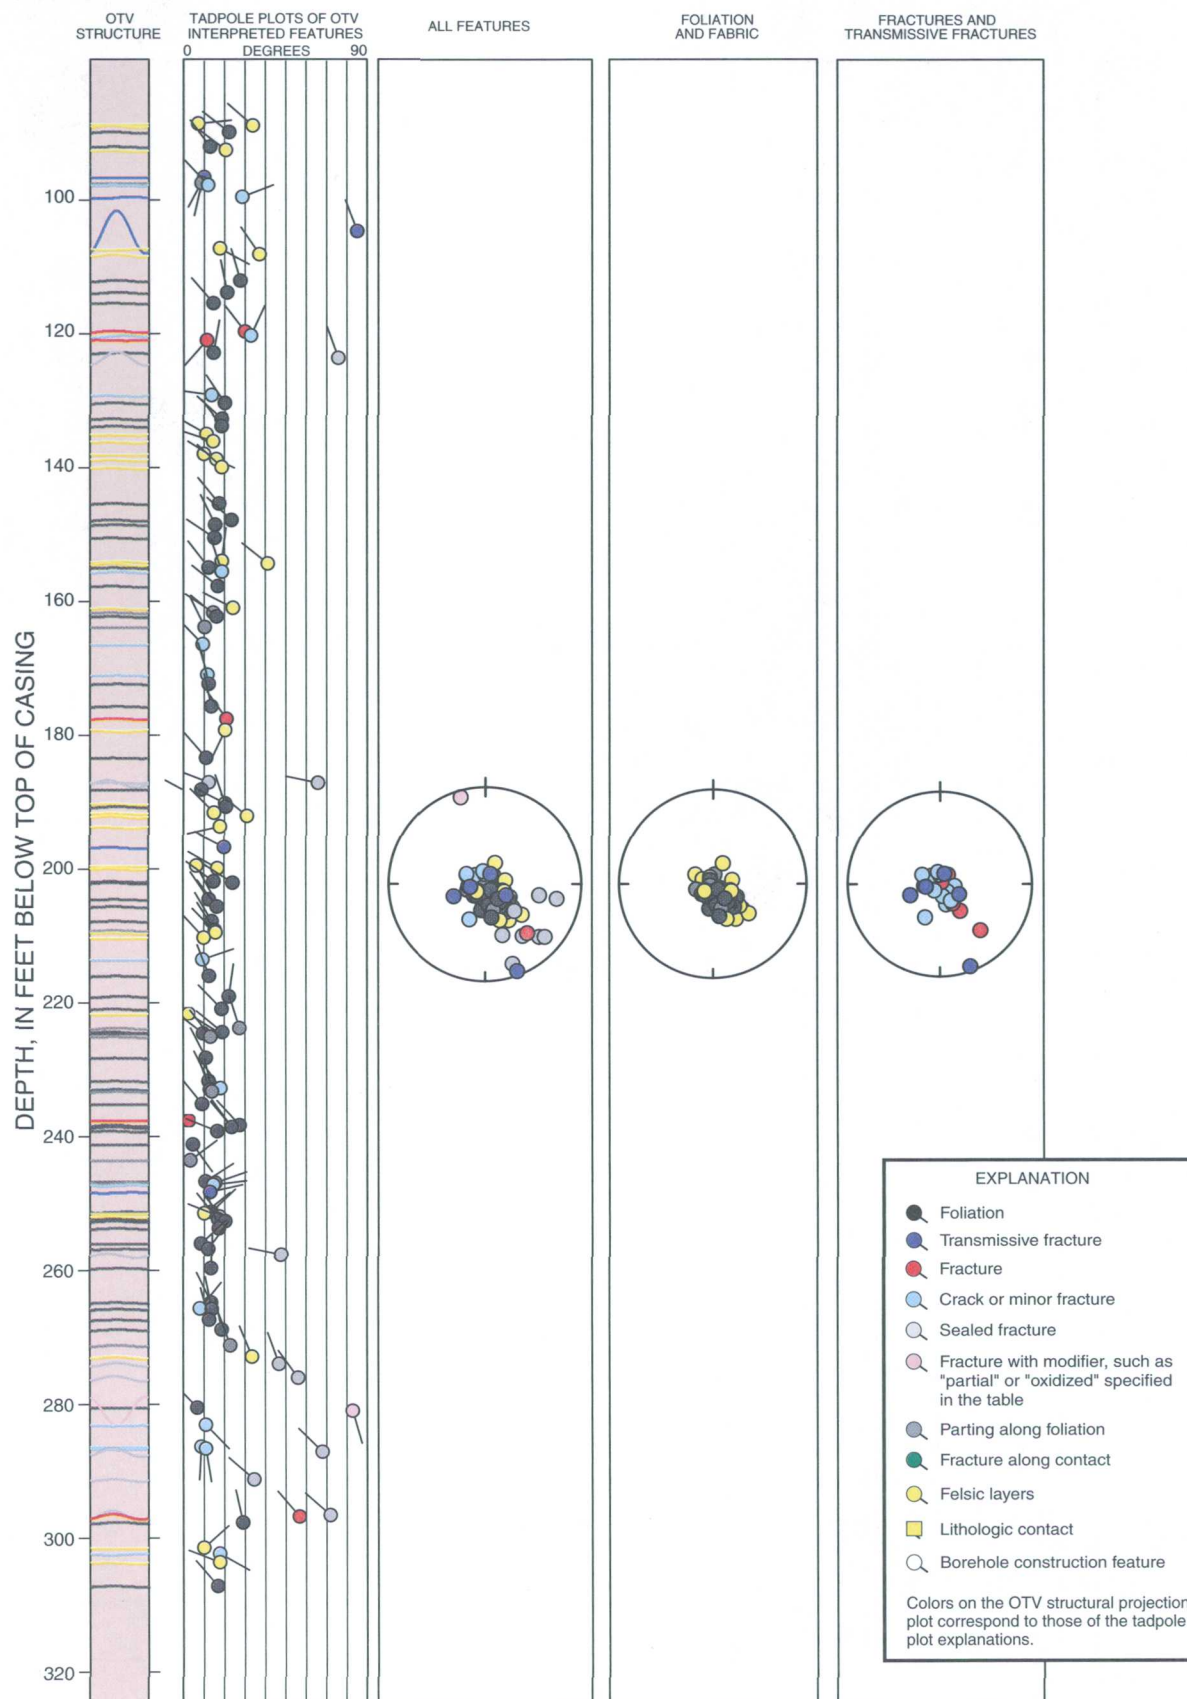 OTV
STRUCTURE
TADPOLE PLOTS OF OTV
INTERPRETED FEATURES
0 DEGREES 90
ALL FEATURES
FOLIATION
AND FABRIC
FRACTURES AND
TRANSMISSIVE FRACTURES
DEPTH, IN FEET BELOW TOP OF CASING
100
120
140
160
180
200
220
240
260
280
300
320
EXPLANATION
Foliation
Transmissive fracture
Fracture
Crack or minor fracture
Sealed fracture
Fracture with modifier, such as
"partial" or "oxidized" specified
in the table
Parting along foliation
Fracture along contact
Felsic layers
Lithologic contact
Borehole construction feature
Colors on the OTV structural projection
plot correspond to those of the tadpole
plot explanations.